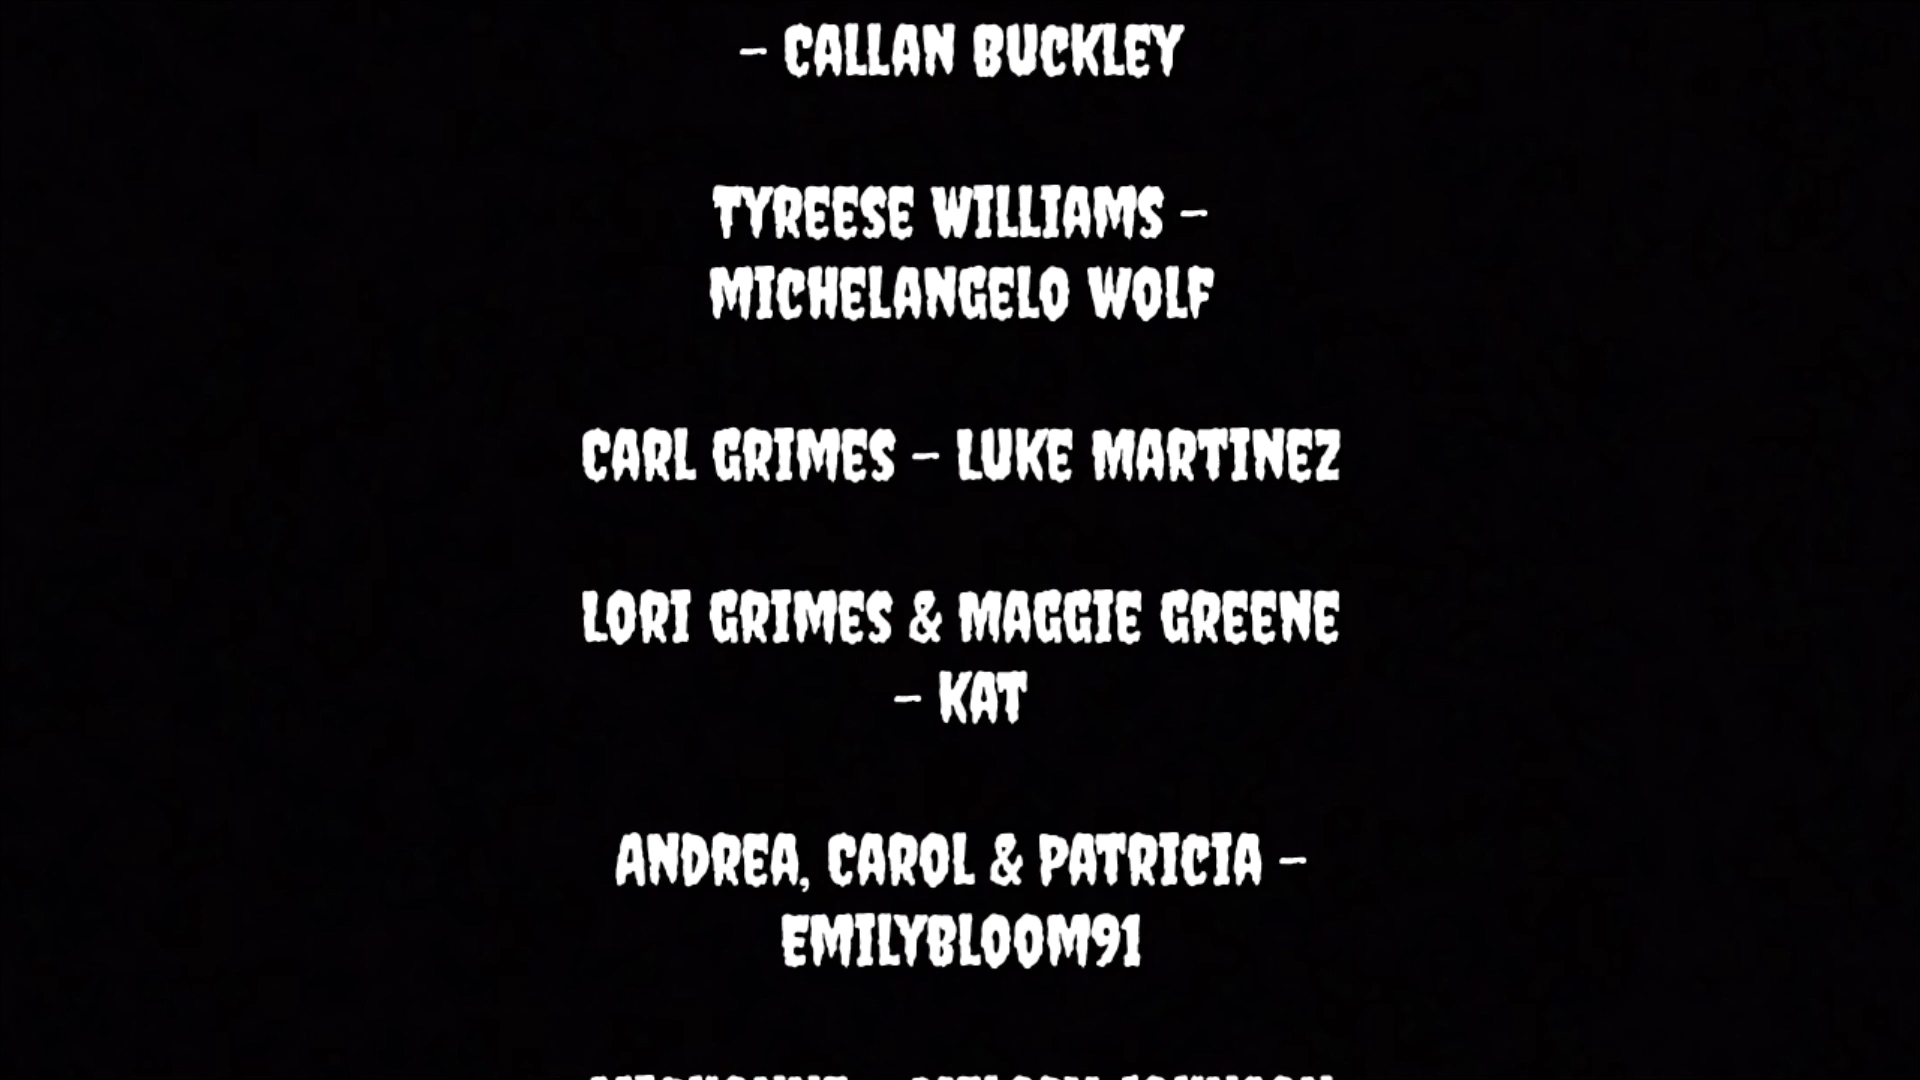 - CALLAN BUCKLEY
TYREESE WILLIAMS -
MICHELANGELO WOLF
CARL GRIMES - LUKE MARTINEZ
LORI GRIMES & MAGGIE GREENE
- KAT
ANDREA, CAROL & PATRICIA -
EMILYBLOOM91